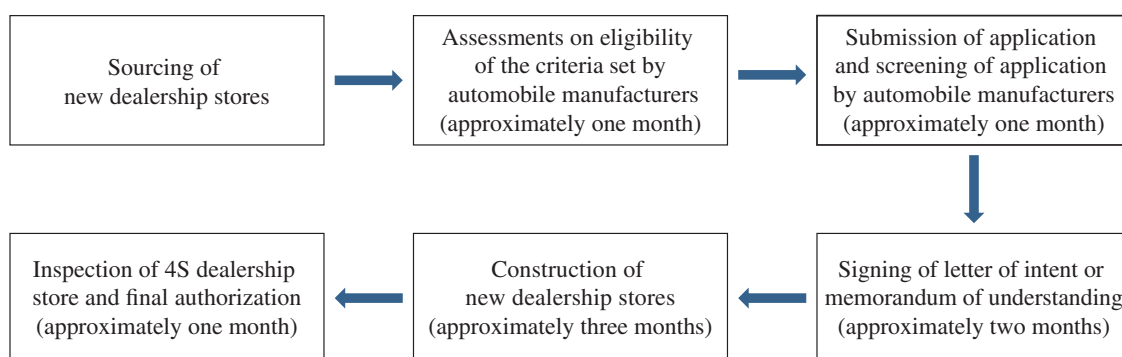 Sourcing of
new dealership stores
Assessments on eligibility
of the criteria set by
automobile manufacturers
(approximately one month)
Submission of application
and screening of application
by automobile manufacturers
(approximately one month)
Signing of letter of intent or
memorandum of understanding
(approximately two months)
Construction of
new dealership stores
(approximately three months)
Inspection of 4S dealership
store and final authorization
(approximately one month)